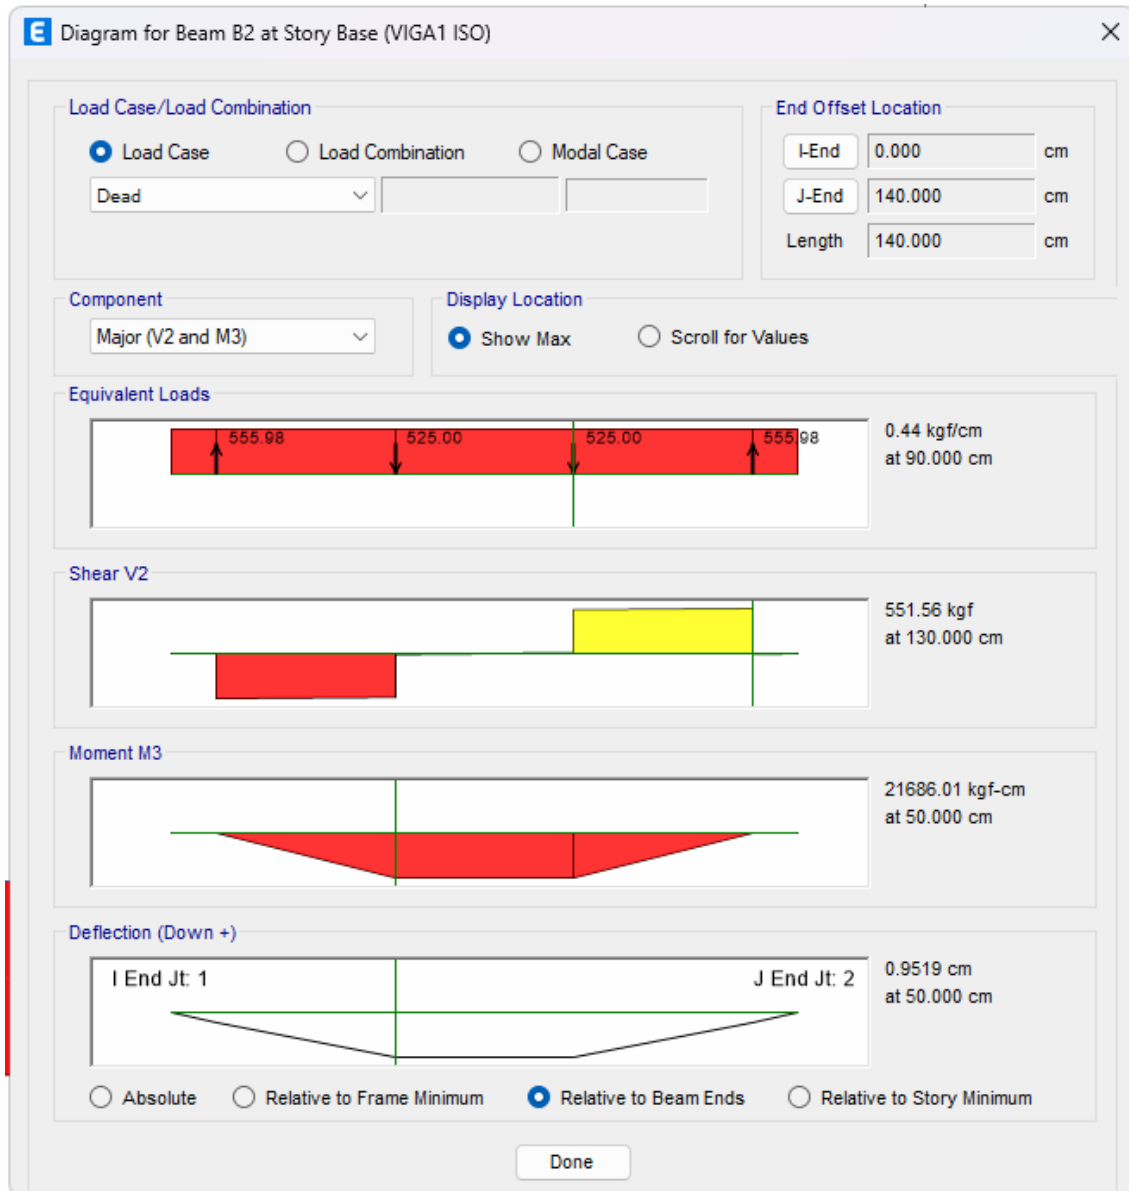 E Diagram for Beam B2 at Story Base (VIGA1 ISO)
Load Case/Load Combination
Load Case Load Combination Modal Case
Dead
End Offset Location
I-End 0.000 cm
J-End 140.000 cm
Length 140.000 cm
Component
Major (V2 and M3)
Display Location
Show Max Scroll for Values
Equivalent Loads
555.98 525.00 525.00 555.98
0.44 kgf/cm
at 90.000 cm
Shear V2
551.56 kgf
at 130.000 cm
Moment M3
21686.01 kgf-cm
at 50.000 cm
Deflection (Down +)
I End Jt: 1 J End Jt: 2
0.9519 cm
at 50.000 cm
Absolute Relative to Frame Minimum Relative to Beam Ends Relative to Story Minimum
Done